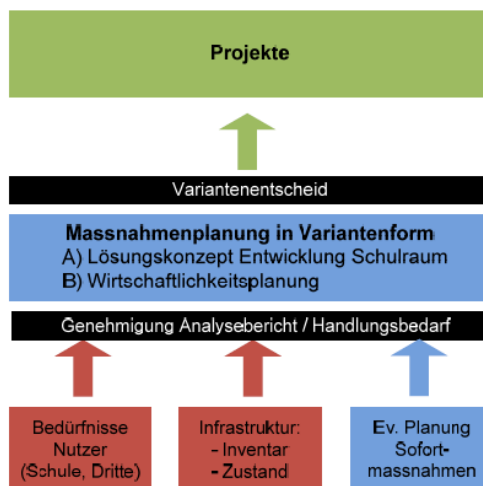 Projekte
Variantenentscheid
Massnahmenplanung in Variantenform
A) Lösungskonzept Entwicklung Schulraum
B) Wirtschaftlichkeitsplanung
Genehmigung Analysebericht / Handlungsbedarf
Bedürfnisse
Nutzer
(Schule, Dritte)
Infrastruktur:
- Inventar
- Zustand
Ev. Planung
Sofort-
massnahmen